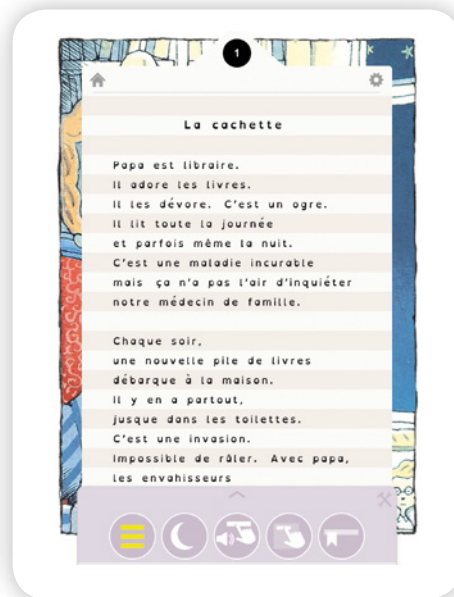 1
La cachette
Papa est libraire.
Il adore les livres.
Il les dévore. C'est un ogre.
Il lit toute la journée
et parfois même la nuit.
C'est une maladie incurable
mais ça n'a pas l'air d'inquiéter
notre médecin de famille.
Chaque soir,
une nouvelle pile de livres
débarque à la maison.
Il y en a partout,
jusque dans les toilettes.
C'est une invasion.
Impossible de râler. Avec papa,
les envahisseurs